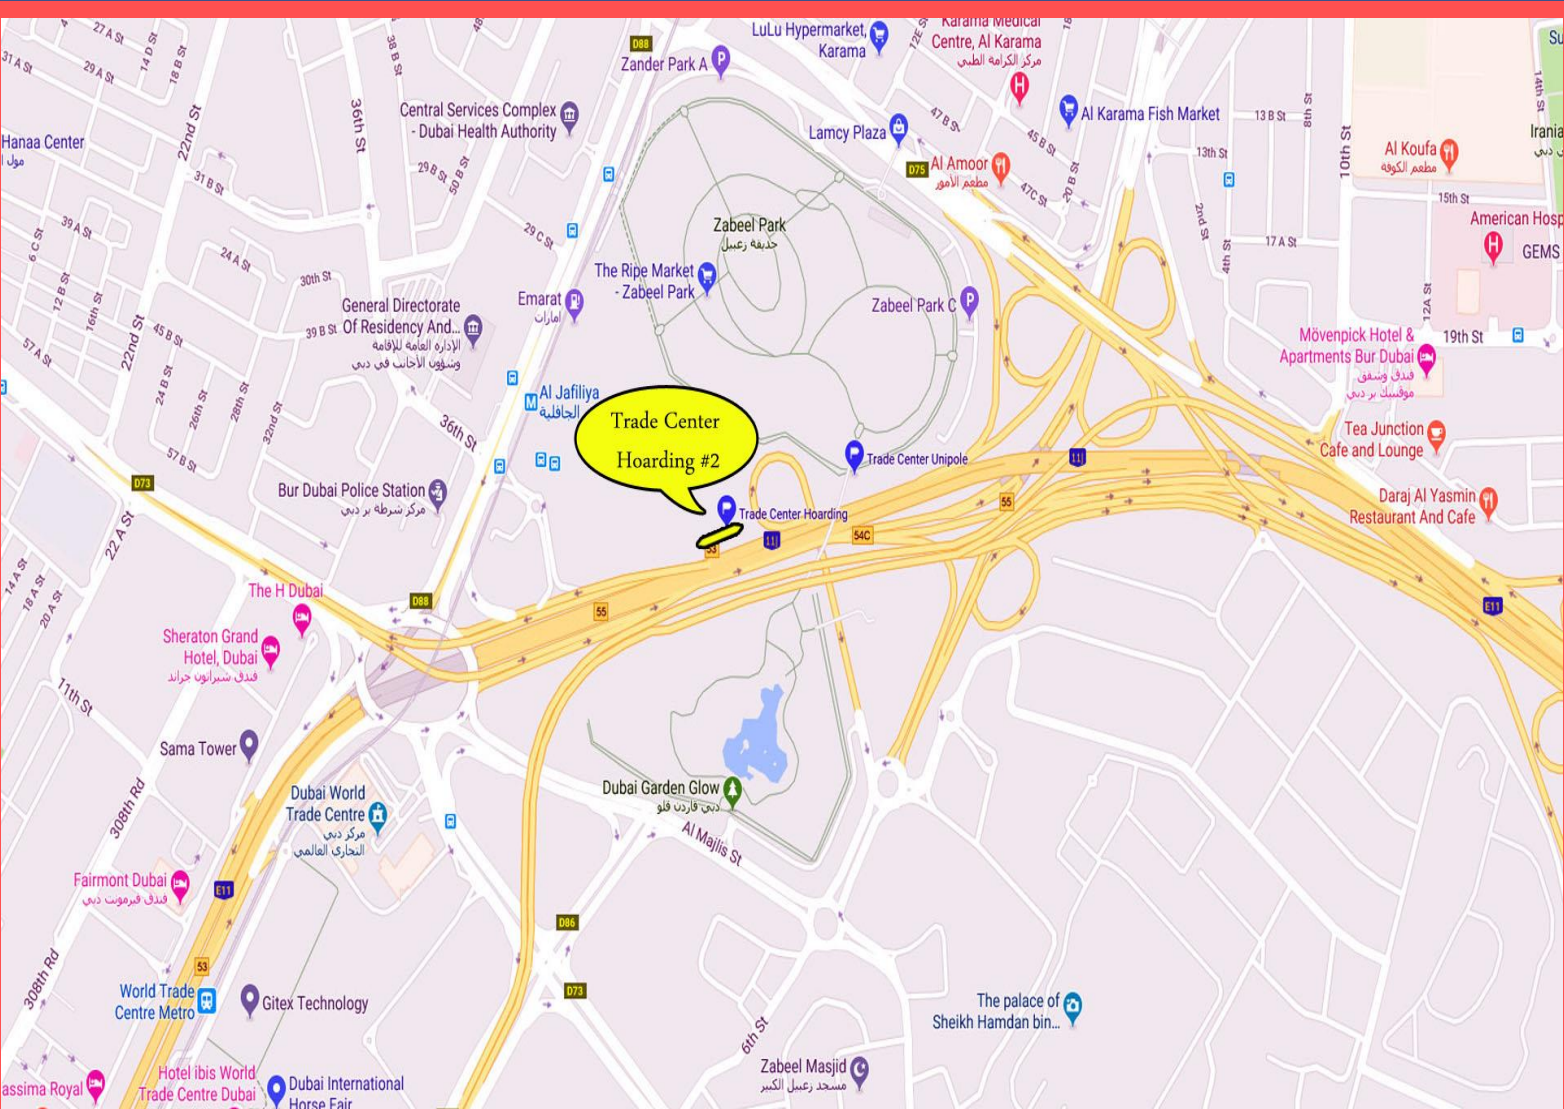 LuLu Hypermarket,
Karama
Karama Medical
Centre, Al Karama
مركز الكرامة الطبي
D88
Zander Park A
27 A St
14 D St
18 B St
38 B St
31 A St
29 A St
22nd St
36th St
Central Services Complex
- Dubai Health Authority
47 B St
45 B St
Al Karama Fish Market
13 B St
8th St
14th St
Hanaa Center
Lamcy Plaza
13th St
10th St
Al Koufa
مطعم الكوفة
D75
Al Amoor
مطعم الأمور
47C St
20 B St
29 B St
50 B St
31 B St
15th St
2nd St
American Hosp
GEMS
39 A St
6 C St
24 A St
29 C St
Zabeel Park
حديقة زعبيل
17 A St
4th St
30th St
The Ripe Market
- Zabeel Park
12 B St
16th St
Emarat
امارات
Zabeel Park C
12A St
General Directorate
Of Residency And...
الإدارة العامة للإقامة
وشؤون الأجانب في دبي
39 B St
45 B St
22nd St
57 A St
19th St
Mövenpick Hotel &
Apartments Bur Dubai
فندق وشقق
موفنبيك بر دبي
24 B St
26th St
28th St
32nd St
Al Jafiliya
الجافلية
36th St
Trade Center
Hoarding #2
57 B St
Tea Junction
Cafe and Lounge
Trade Center Unipole
11
D73
Bur Dubai Police Station
مركز شرطة بر دبي
55
Daraj Al Yasmin
Restaurant And Cafe
Trade Center Hoarding
22 A St
53
11
54C
14 A St
18 A St
20 A St
The H Dubai
D88
55
E11
Sheraton Grand
Hotel, Dubai
فندق شيراتون جراند
11th St
Sama Tower
308th Rd
Dubai World
Trade Centre
مركز دبي
التجاري العالمي
Dubai Garden Glow
دبي قاردن قلو
Al Majlis St
Fairmont Dubai
فندق فيرمونت دبي
E11
D86
53
308th Rd
World Trade
Centre Metro
Gitex Technology
D73
The palace of
Sheikh Hamdan bin...
6th St
Zabeel Masjid
مسجد زعبيل الكبير
Hotel ibis World
Trade Centre Dubai
assima Royal
Dubai International
Horse Fair